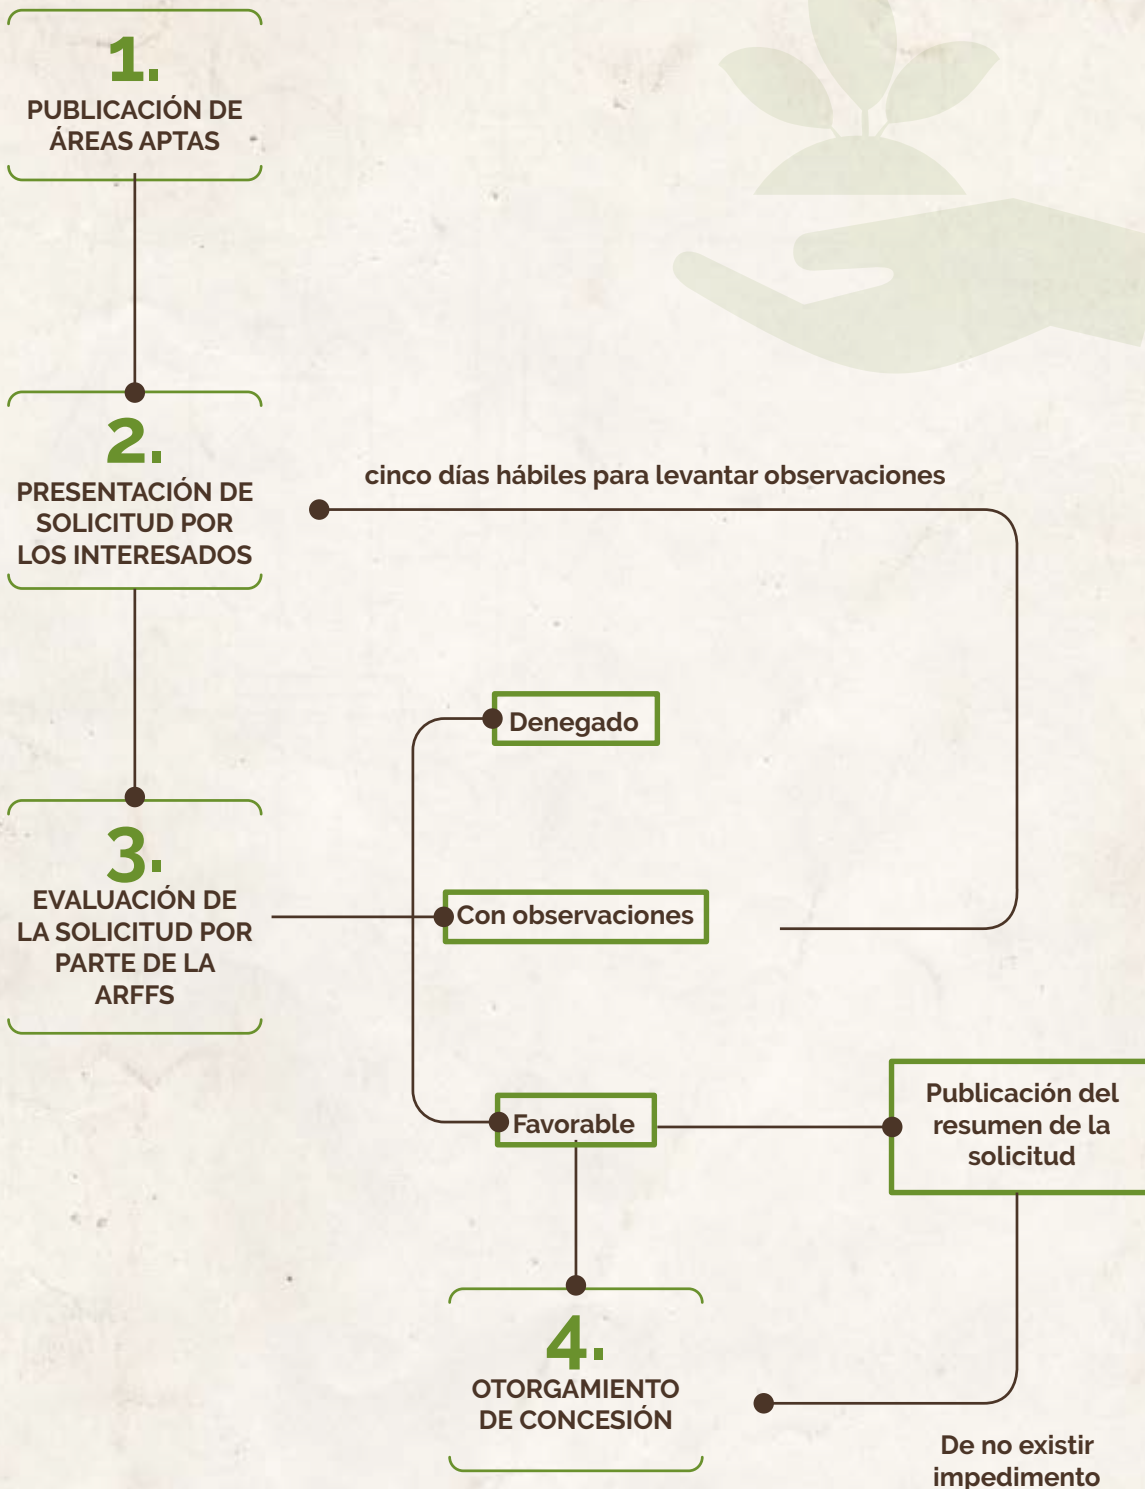 1.
PUBLICACIÓN DE
ÁREAS APTAS
2.
PRESENTACIÓN DE
SOLICITUD POR
LOS INTERESADOS
cinco días hábiles para levantar observaciones
Denegado
3.
EVALUACIÓN DE
LA SOLICITUD POR
PARTE DE LA
ARFFS
Con observaciones
Favorable
Publicación del
resumen de la
solicitud
4.
OTORGAMIENTO
DE CONCESIÓN
De no existir
impedimento